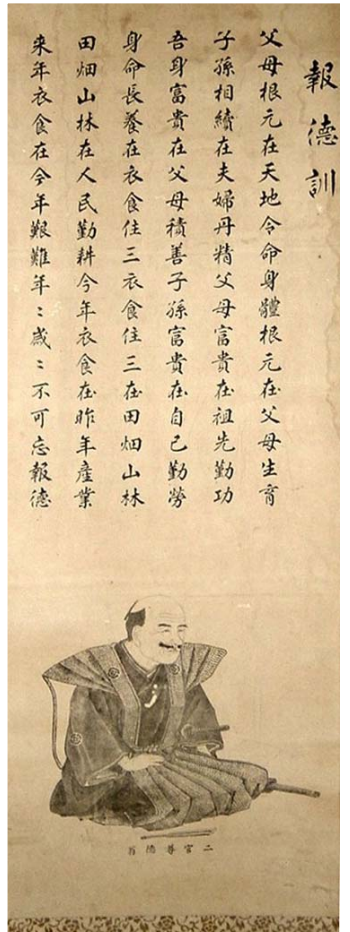 報德訓
父母根元在天地令命身體根元在父母生育
子孫相續在夫婦丹精父母富貴在祖先勤功
吾身富貴在父母積善子孫富貴在自己勤勞
身命長養在衣食住三衣食住三在田畑山林
田畑山林在人民勤耕今年衣食在昨年產業
来年衣食在今年艱難年〻歲〻不可忘報德
二宮尊德翁